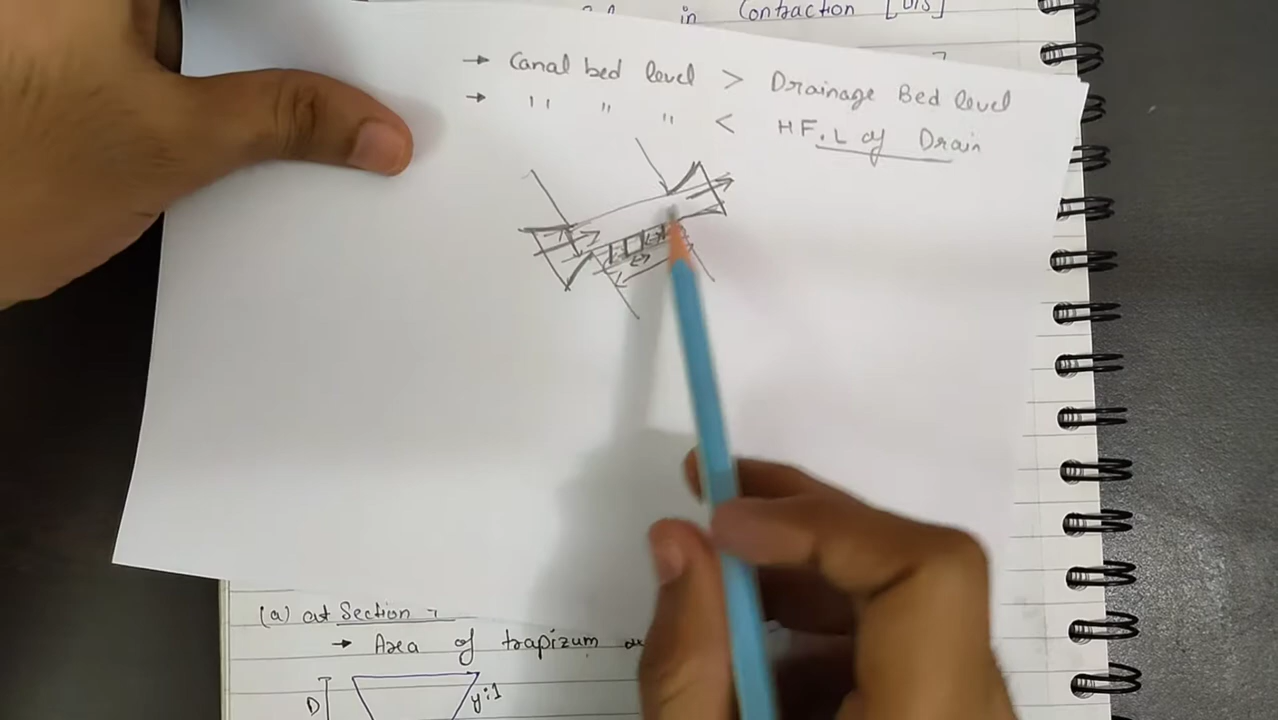 in Contraction [D/S]
→ Canal bed level > Drainage Bed level
→ " " " < H.F.L of Drain
(a) at Section -
→ Area of trapizum
D y:1